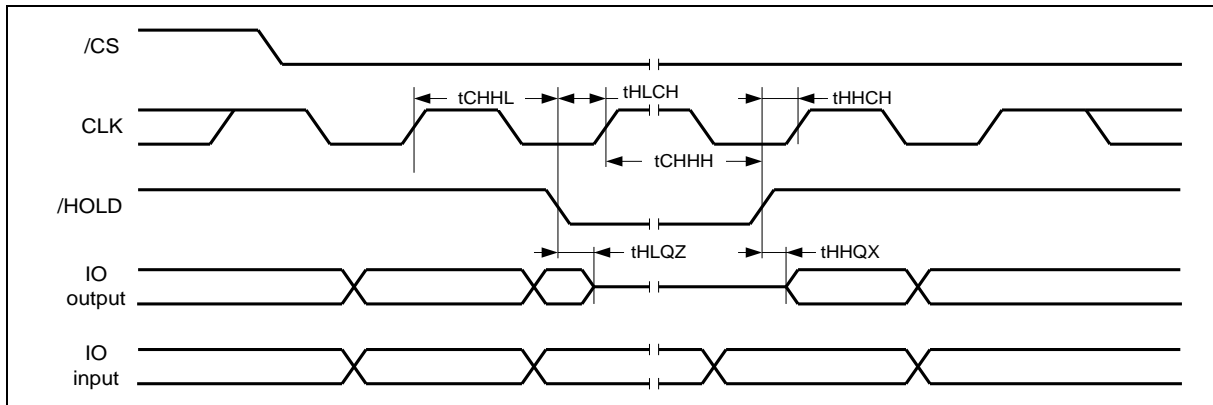 /CS
tCHHL
tHLCH
tHHCH
CLK
tCHHH
/HOLD
tHLQZ
tHHQX
IO
output
IO
input